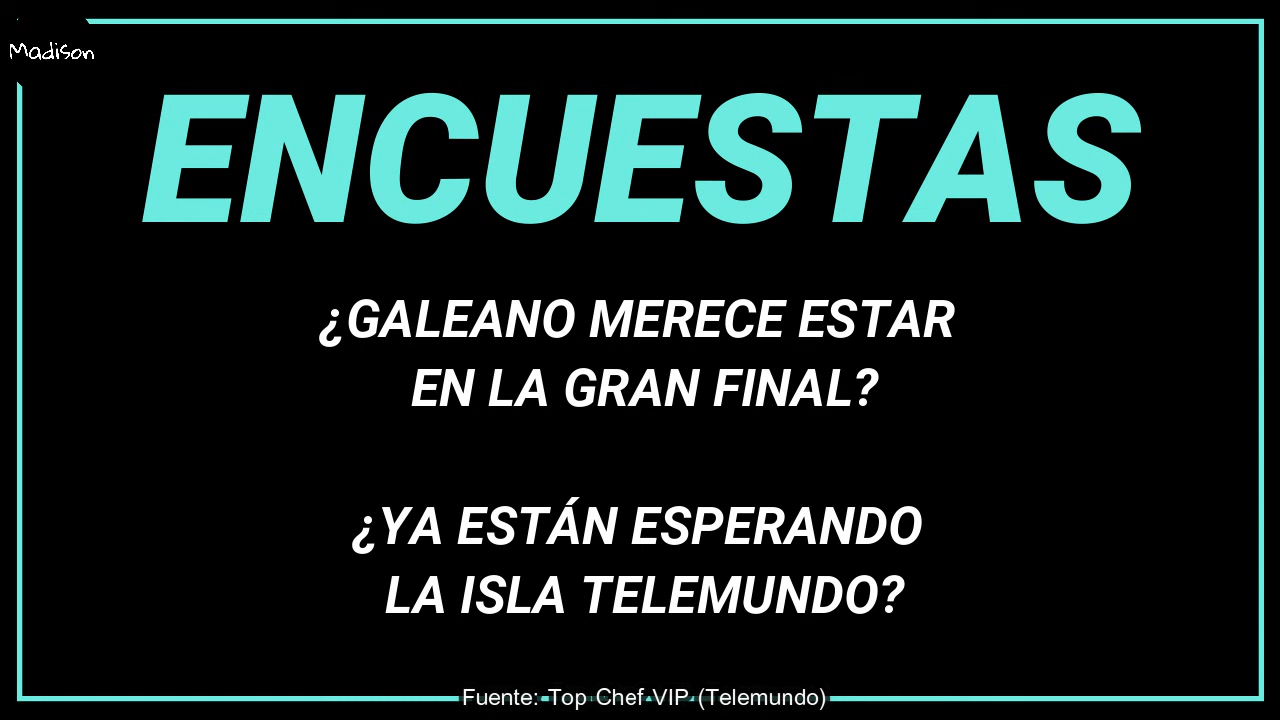 Madison
ENCUESTAS
¿GALEANO MERECE ESTAR
EN LA GRAN FINAL?
¿YA ESTÁN ESPERANDO
LA ISLA TELEMUNDO?
Fuente: Top Chef VIP (Telemundo)